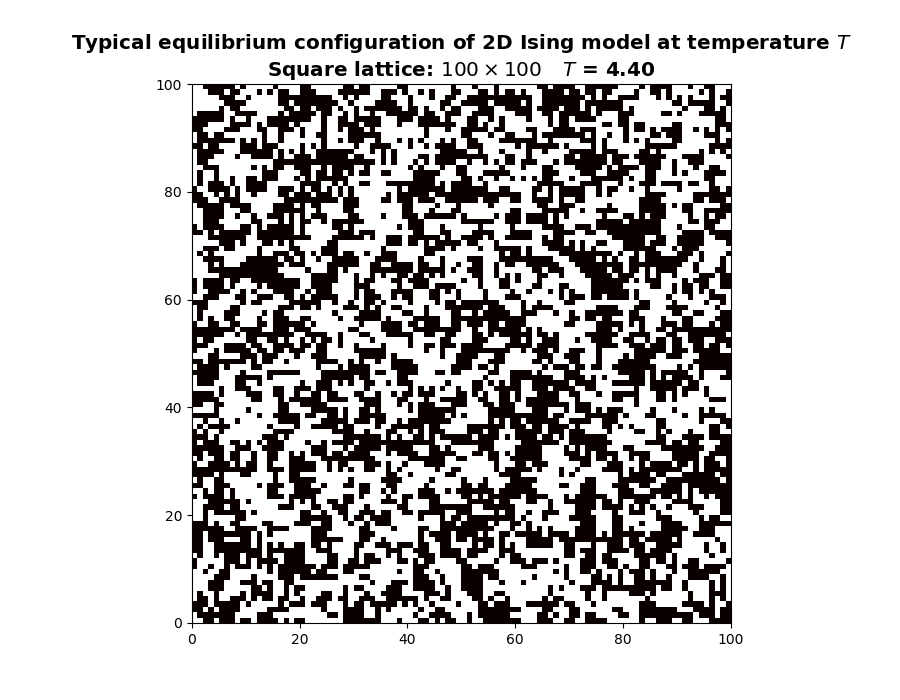 Typical equilibrium configuration of 2D Ising model at temperature T
Square lattice: 100 × 100 T = 4.40
100
80
60
40
20
0
0 20 40 60 80 100